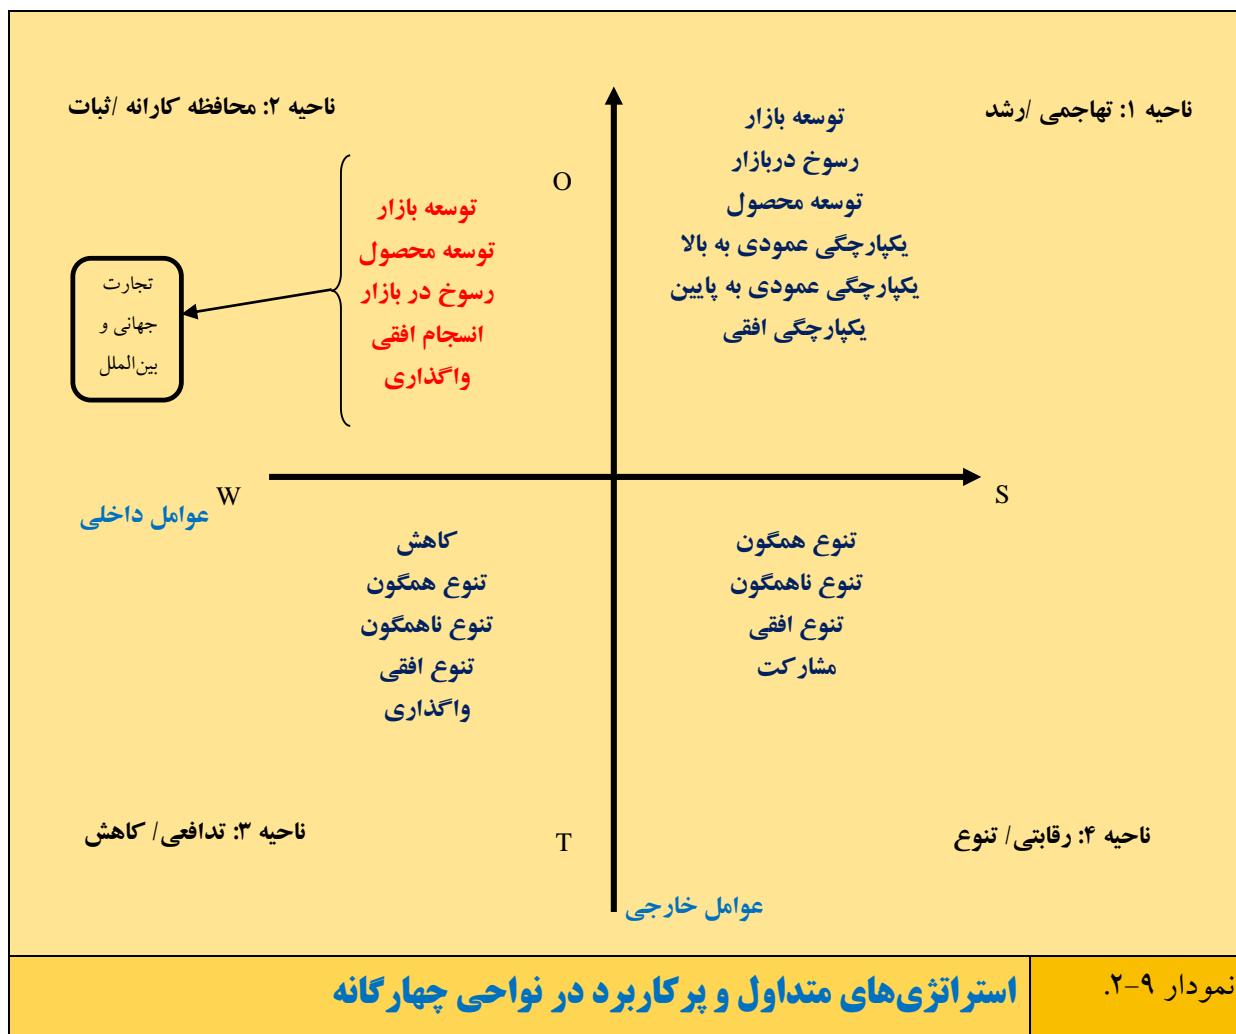 ناحیه ۱: تهاجمی /رشد
توسعه بازار
رسوخ دربازار
توسعه محصول
یکپارچگی عمودی به بالا
یکپارچگی عمودی به پایین
یکپارچگی افقی
O
ناحیه ۲: محافظه کارانه /ثبات
توسعه بازار
توسعه محصول
رسوخ در بازار
انسجام افقی
واگذاری
تجارت
جهانی و
بین‌الملل
S
W
عوامل داخلی
تنوع همگون
تنوع ناهمگون
تنوع افقی
مشارکت
کاهش
تنوع همگون
تنوع ناهمگون
تنوع افقی
واگذاری
ناحیه ۴: رقابتی/ تنوع
T
ناحیه ۳: تدافعی/ کاهش
عوامل خارجی
نمودار ۹-۲.
استراتژی‌های متداول و پرکاربرد در نواحی چهارگانه